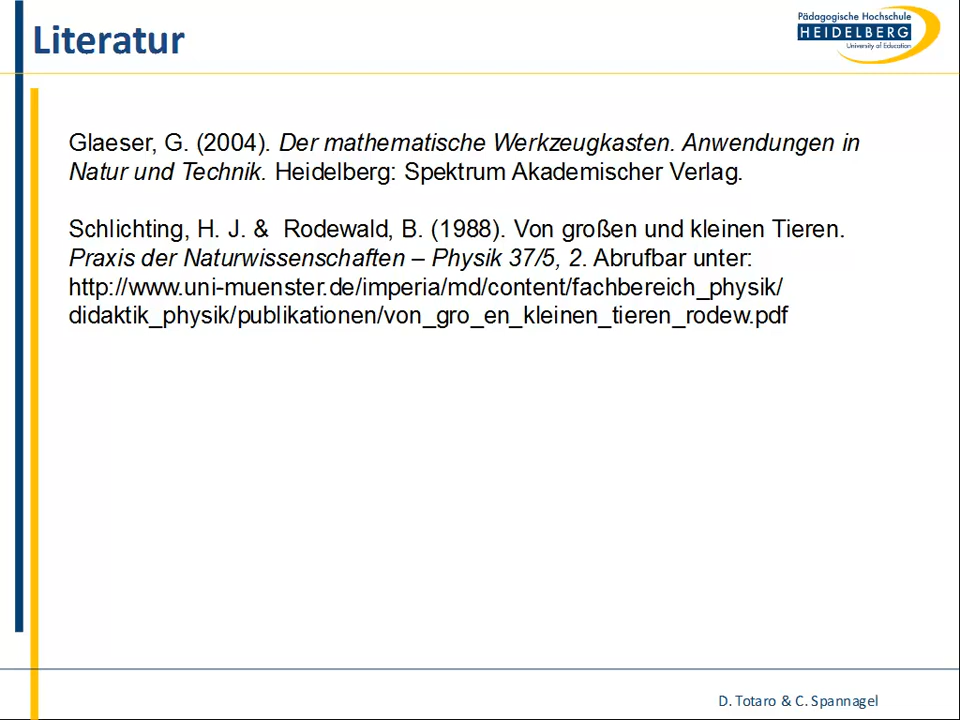 Literatur
Pädagogische Hochschule
HEIDELBERG
University of Education
Glaeser, G. (2004). Der mathematische Werkzeugkasten. Anwendungen in
Natur und Technik. Heidelberg: Spektrum Akademischer Verlag.
Schlichting, H. J. &  Rodewald, B. (1988). Von großen und kleinen Tieren.
Praxis der Naturwissenschaften – Physik 37/5, 2. Abrufbar unter:
http://www.uni-muenster.de/imperia/md/content/fachbereich_physik/
didaktik_physik/publikationen/von_gro_en_kleinen_tieren_rodew.pdf
D. Totaro & C. Spannagel